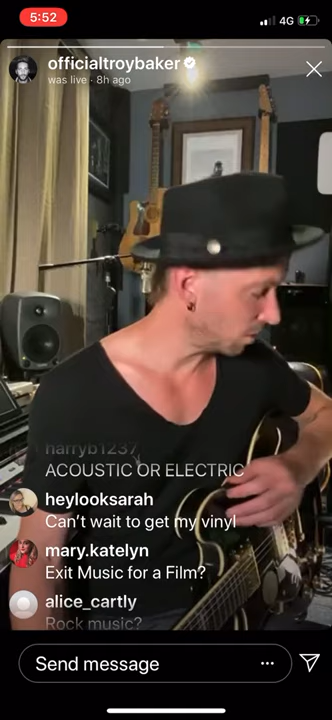 5:52
4G
officialtroybaker
was live · 8h ago
harryb1237
ACOUSTIC OR ELECTRIC
heylooksarah
Can't wait to get my vinyl
mary.katelyn
Exit Music for a Film?
alice_cartly
Rock music?
Send message